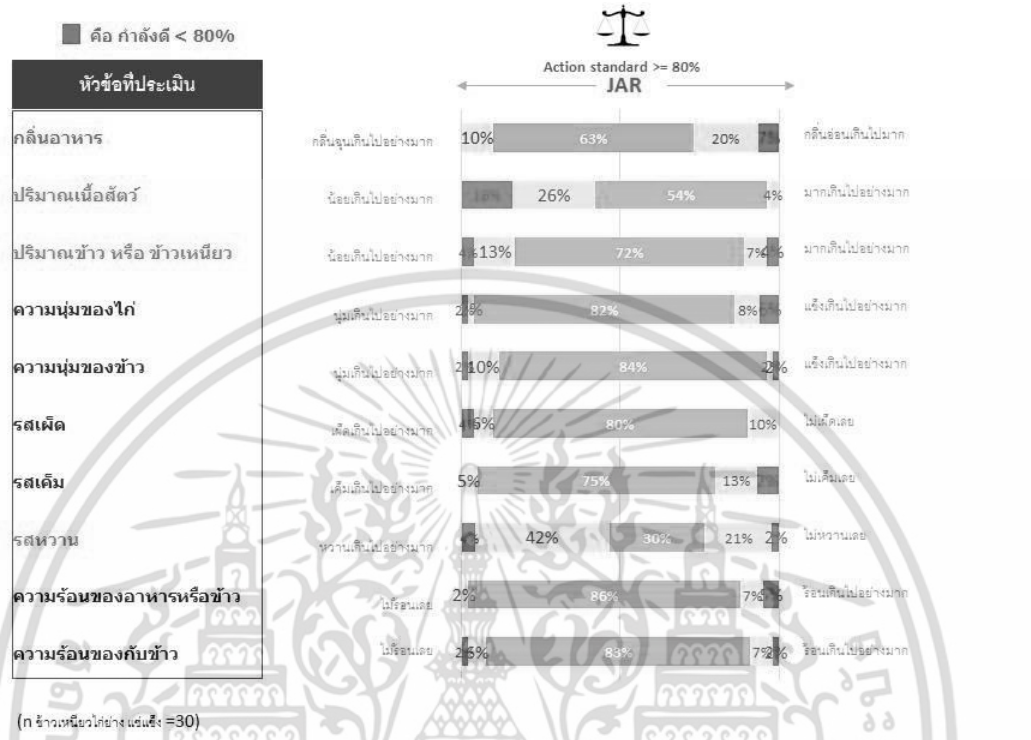 คือ กำลังดี < 80%
Action standard >= 80%
หัวข้อที่ประเมิน
JAR
กลิ่นอาหาร กลิ่นฉุนเกินไปอย่างมาก 10% 63% 20% 7% กลิ่นอ่อนเกินไปมาก
ปริมาณเนื้อสัตว์ น้อยเกินไปอย่างมาก 26% 54% 4% มากเกินไปอย่างมาก
ปริมาณข้าว หรือ ข้าวเหนียว น้อยเกินไปอย่างมาก 4% 13% 72% 7% 4% มากเกินไปอย่างมาก
ความนุ่มของไก่ นุ่มเกินไปอย่างมาก 82% 8% แข็งเกินไปอย่างมาก
ความนุ่มของข้าว นุ่มเกินไปอย่างมาก 10% 84% 2% แข็งเกินไปอย่างมาก
รสเผ็ด เผ็ดเกินไปอย่างมาก 80% 10% ไม่เผ็ดเลย
รสเค็ม เค็มเกินไปอย่างมาก 5% 75% 13% ไม่เค็มเลย
รสหวาน หวานเกินไปอย่างมาก 42% 30% 21% 2% ไม่หวานเลย
ความร้อนของอาหารหรือข้าว ไม่ร้อนเลย 2% 86% 7% ร้อนเกินไปอย่างมาก
ความร้อนของกับข้าว ไม่ร้อนเลย 83% 7% 2% ร้อนเกินไปอย่างมาก
(n ข้าวเหนียวไก่ย่าง แช่แข็ง =30)